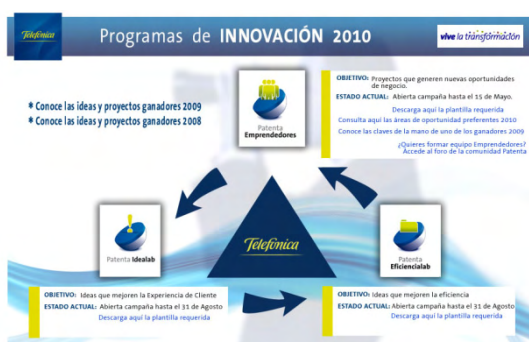 Telefónica
Programas de INNOVACIÓN 2010
vive la transformación
* Conoce las ideas y proyectos ganadores 2009
* Conoce las ideas y proyectos ganadores 2008
Patenta
Emprendedores
OBJETIVO: Proyectos que generen nuevas oportunidades
de negocio.
ESTADO ACTUAL: Abierta campaña hasta el 15 de Mayo.
Descarga aquí la plantilla requerida
Consulta aquí las áreas de oportunidad preferentes 2010
Conoce las claves de la mano de uno de los ganadores 2009
¿Quieres formar equipo Emprendedores?
Accede al foro de la comunidad Patenta
Patenta Idealab
Telefónica
Patenta
Eficiencialab
OBJETIVO: Ideas que mejoren la Experiencia de Cliente
ESTADO ACTUAL: Abierta campaña hasta el 31 de Agosto
Descarga aquí la plantilla requerida
OBJETIVO: Ideas que mejoren la eficiencia
ESTADO ACTUAL: Abierta campaña hasta el 31 de Agosto
Descarga aquí la plantilla requerida